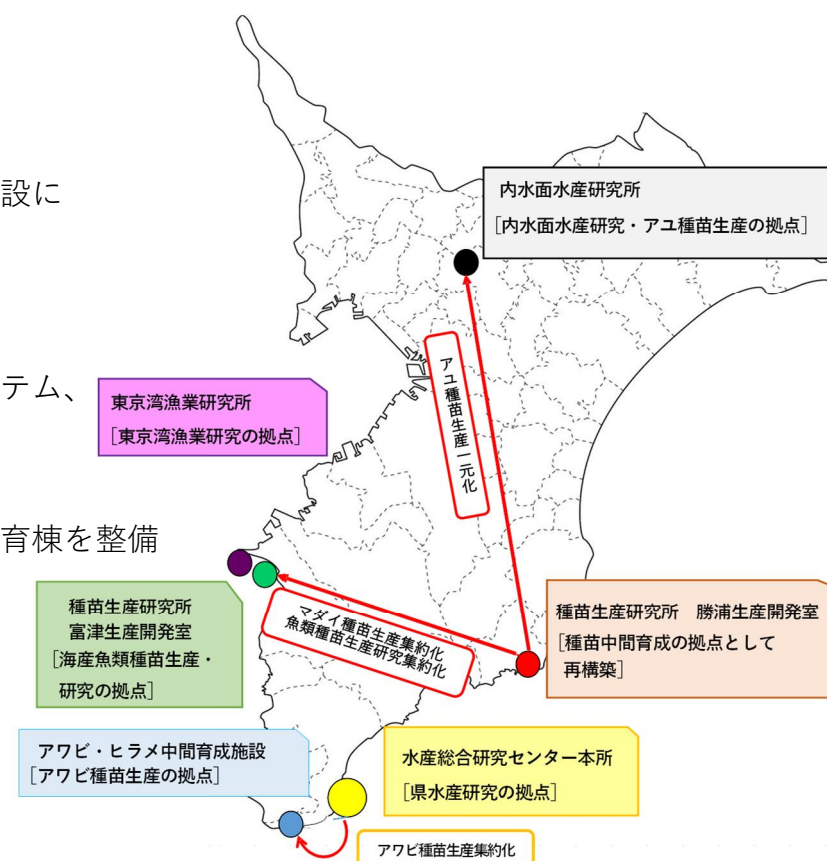 設に
テム、
育棟を整備
内水面水産研究所
[内水面水産研究・アユ種苗生産の拠点]
アユ種苗生産一元化
東京湾漁業研究所
[東京湾漁業研究の拠点]
種苗生産研究所
富津生産開発室
[海産魚類種苗生産・
研究の拠点]
マダイ種苗生産集約化
魚類種苗生産研究集約化
種苗生産研究所 勝浦生産開発室
[種苗中間育成の拠点として
再構築]
アワビ・ヒラメ中間育成施設
[アワビ種苗生産の拠点]
水産総合研究センター本所
[県水産研究の拠点]
アワビ種苗生産集約化